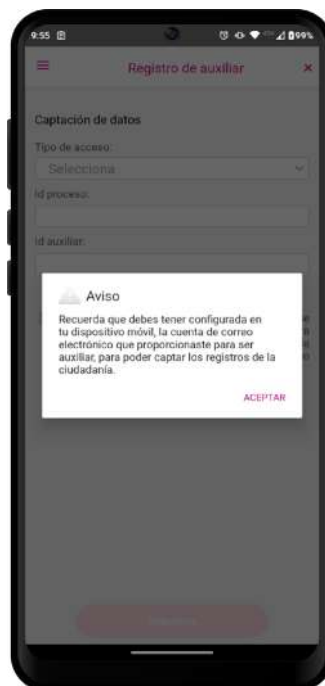 9:55 99%
Registro de auxiliar
Captación de datos
Tipo de acceso:
Selecciona
Id proceso:
Id auxiliar:
Aviso
Recuerda que debes tener configurada en
tu dispositivo móvil, la cuenta de correo
electrónico que proporcionaste para ser
auxiliar, para poder captar los registros de la
ciudadanía.
ACEPTAR